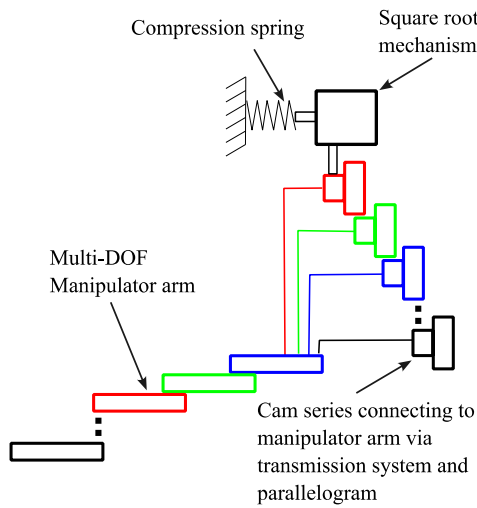 Compression spring
Square root
mechanism
Multi-DOF
Manipulator arm
Cam series connecting to
manipulator arm via
transmission system and
parallelogram